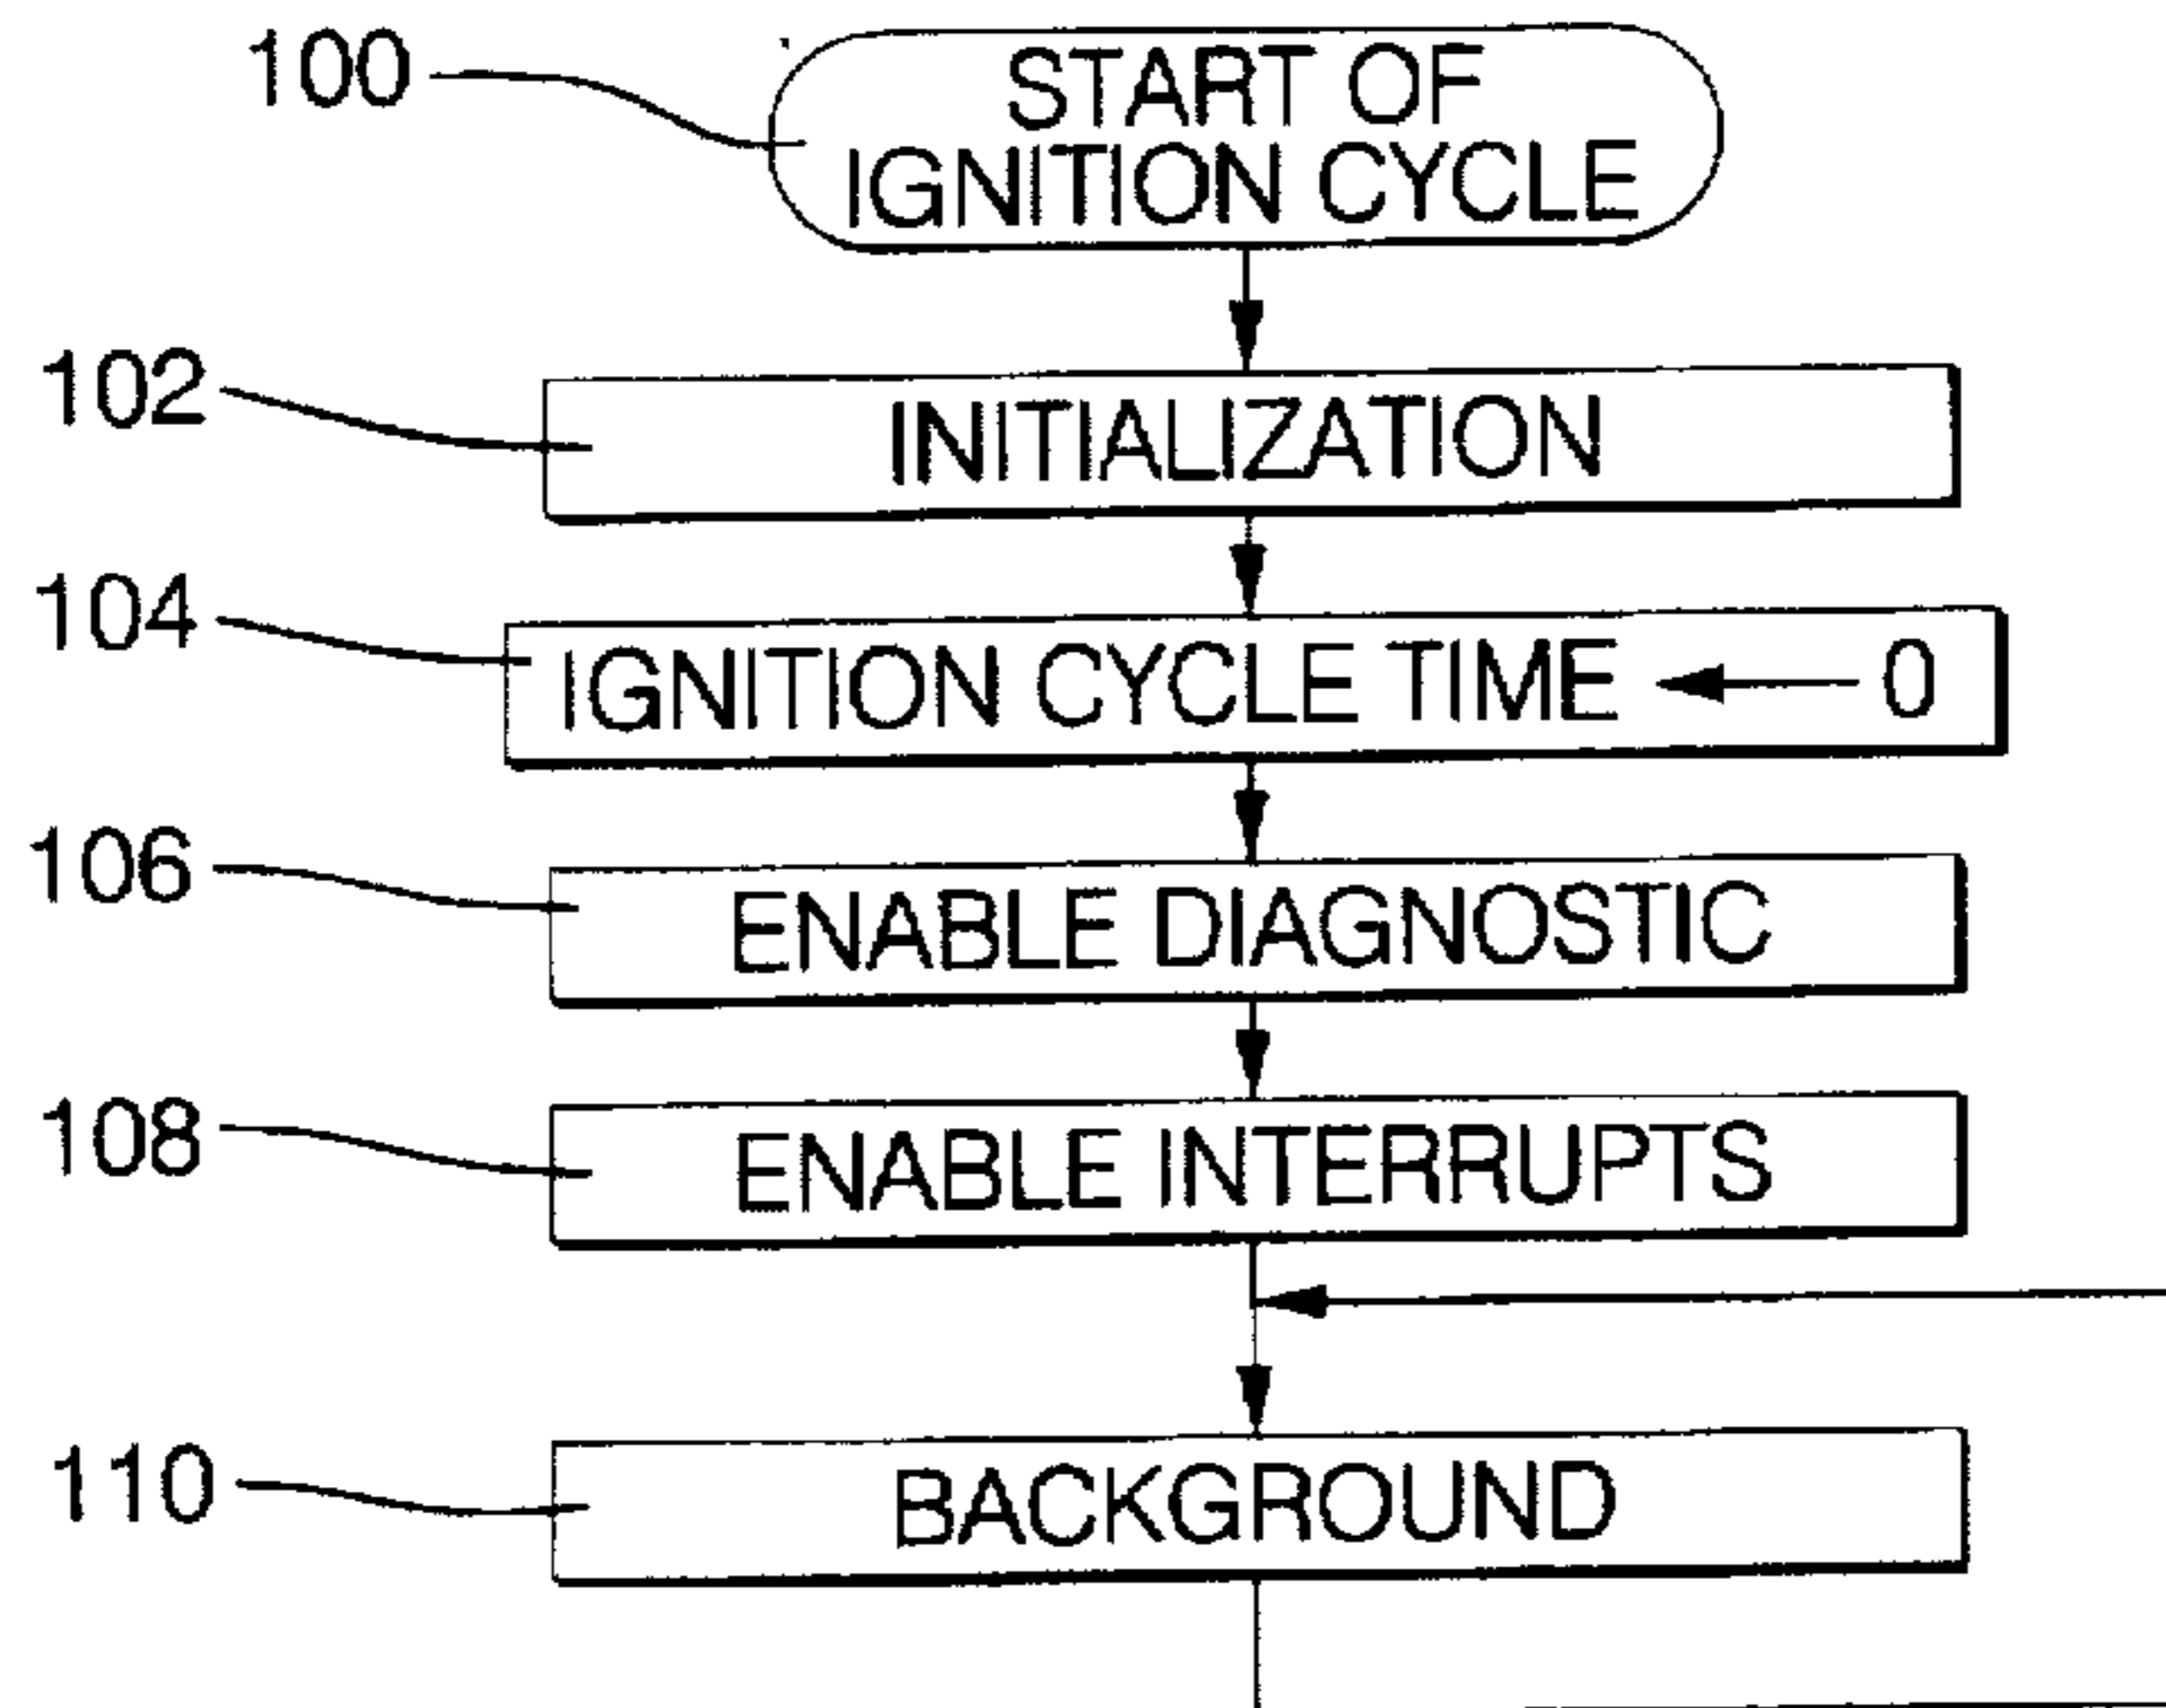 100
START OF
IGNITION CYCLE
102
INITIALIZATION
104
IGNITION CYCLE TIME ← 0
106
ENABLE DIAGNOSTIC
108
ENABLE INTERRUPTS
110
BACKGROUND